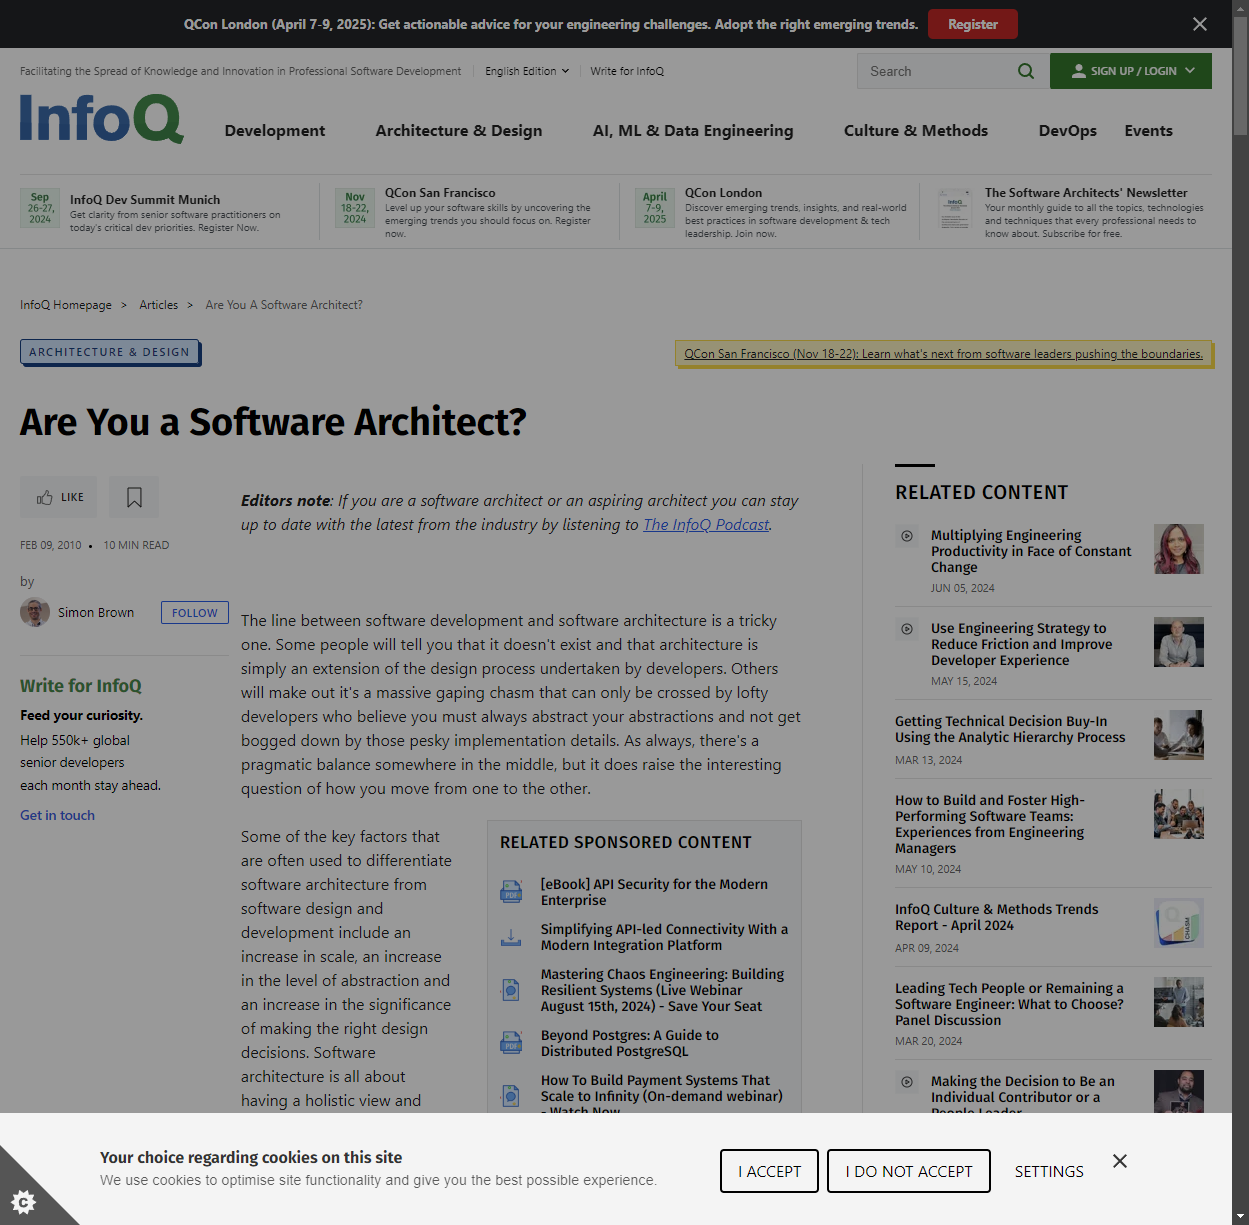 QCon London (April 7-9, 2025): Get actionable advice for your engineering challenges. Adopt the right emerging trends.
Register
Facilitating the Spread of Knowledge and Innovation in Professional Software Development
English Edition
Write for InfoQ
Search
SIGN UP / LOGIN
InfoQ
Development
Architecture & Design
AI, ML & Data Engineering
Culture & Methods
DevOps
Events
Sep
26-27,
2024
InfoQ Dev Summit Munich
Get clarity from senior software practitioners on
today's critical dev priorities. Register Now.
Nov
18-22,
2024
QCon San Francisco
Level up your software skills by uncovering the
emerging trends you should focus on. Register
now.
April
7-9,
2025
QCon London
Discover emerging trends, insights, and real-world
best practices in software development & tech
leadership. Join now.
The Software Architects' Newsletter
Your monthly guide to all the topics, technologies
and techniques that every professional needs to
know about. Subscribe for free.
InfoQ Homepage > Articles > Are You A Software Architect?
ARCHITECTURE & DESIGN
QCon San Francisco (Nov 18-22): Learn what's next from software leaders pushing the boundaries.
Are You a Software Architect?
LIKE
FEB 09, 2010 • 10 MIN READ
by
Simon Brown
FOLLOW
Write for InfoQ
Feed your curiosity.
Help 550k+ global
senior developers
each month stay ahead.
Get in touch
Editors note: If you are a software architect or an aspiring architect you can stay
up to date with the latest from the industry by listening to The InfoQ Podcast.
The line between software development and software architecture is a tricky
one. Some people will tell you that it doesn't exist and that architecture is
simply an extension of the design process undertaken by developers. Others
will make out it's a massive gaping chasm that can only be crossed by lofty
developers who believe you must always abstract your abstractions and not get
bogged down by those pesky implementation details. As always, there's a
pragmatic balance somewhere in the middle, but it does raise the interesting
question of how you move from one to the other.
Some of the key factors that
are often used to differentiate
software architecture from
software design and
development include an
increase in scale, an increase
in the level of abstraction and
an increase in the significance
of making the right design
decisions. Software
architecture is all about
having a holistic view and
RELATED SPONSORED CONTENT
[eBook] API Security for the Modern
Enterprise
Simplifying API-led Connectivity With a
Modern Integration Platform
Mastering Chaos Engineering: Building
Resilient Systems (Live Webinar
August 15th, 2024) - Save Your Seat
Beyond Postgres: A Guide to
Distributed PostgreSQL
How To Build Payment Systems That
Scale to Infinity (On-demand webinar)
- Watch Now
RELATED CONTENT
Multiplying Engineering
Productivity in Face of Constant
Change
JUN 05, 2024
Use Engineering Strategy to
Reduce Friction and Improve
Developer Experience
MAY 15, 2024
Getting Technical Decision Buy-In
Using the Analytic Hierarchy Process
MAR 13, 2024
How to Build and Foster High-
Performing Software Teams:
Experiences from Engineering
Managers
MAY 10, 2024
InfoQ Culture & Methods Trends
Report - April 2024
APR 09, 2024
Leading Tech People or Remaining a
Software Engineer: What to Choose?
Panel Discussion
MAR 20, 2024
Making the Decision to Be an
Individual Contributor or a
People Leader
Your choice regarding cookies on this site
We use cookies to optimise site functionality and give you the best possible experience.
I ACCEPT
I DO NOT ACCEPT
SETTINGS